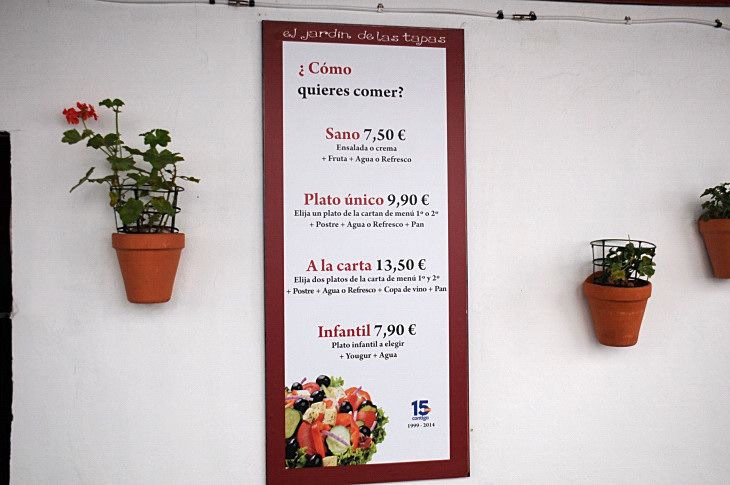 el jardin de las tapas
¿ Cómo
quieres comer?
Sano 7,50 €
Ensalada o crema
+ Fruta + Agua o Refresco
Plato único 9,90 €
Elija un plato de la cartan de menú 1º o 2º
+ Postre + Agua o Refresco + Pan
A la carta 13,50 €
Elija dos platos de la carta de menú 1º y 2º
+ Postre + Agua o Refresco + Copa de vino + Pan
Infantil 7,90 €
Plato infantil a elegir
+ Yougur + Agua
15
contigo
1999 - 2014